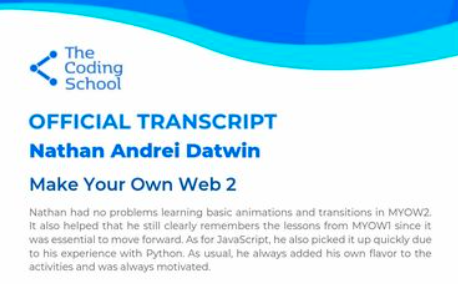 The
Coding
School
OFFICIAL TRANSCRIPT
Nathan Andrei Datwin
Make Your Own Web 2
Nathan had no problems learning basic animations and transitions in MYOW2.
It also helped that he still clearly remembers the lessons from MYOW1 since it
was essential to move forward. As for JavaScript, he also picked it up quickly due
to his experience with Python. As usual, he always added his own flavor to the
activities and was always motivated.